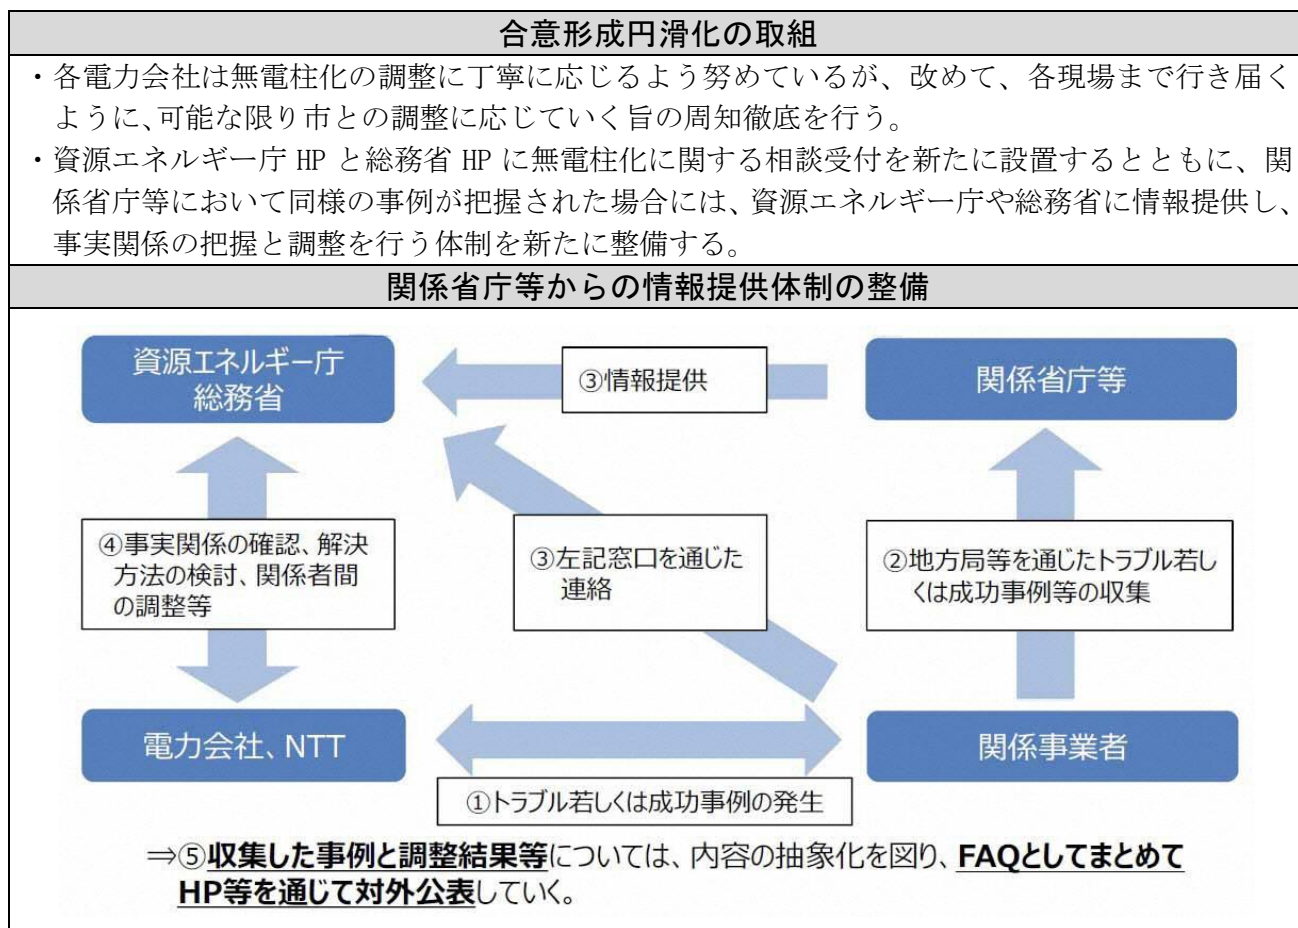 合意形成円滑化の取組
・各電力会社は無電柱化の調整に丁寧に応じるよう努めているが、改めて、各現場まで行き届く
ように、可能な限り市との調整に応じていく旨の周知徹底を行う。
・資源エネルギー庁 HP と総務省 HP に無電柱化に関する相談受付を新たに設置するとともに、関
係省庁等において同様の事例が把握された場合には、資源エネルギー庁や総務省に情報提供し、
事実関係の把握と調整を行う体制を新たに整備する。
関係省庁等からの情報提供体制の整備
資源エネルギー庁
総務省
③情報提供
関係省庁等
④事実関係の確認、解決
方法の検討、関係者間
の調整等
③左記窓口を通じた
連絡
②地方局等を通じたトラブル若し
くは成功事例等の収集
電力会社、NTT
関係事業者
①トラブル若しくは成功事例の発生
⇒⑤収集した事例と調整結果等については、内容の抽象化を図り、FAQとしてまとめて
HP等を通じて対外公表していく。